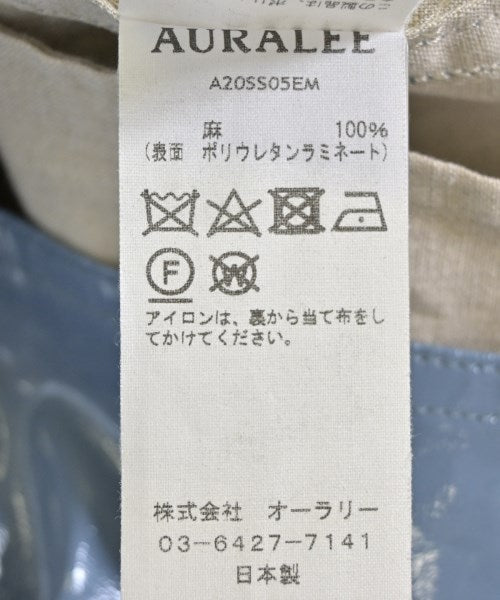 AURALEE
A20SS05EM
麻 100%
(表面 ポリウレタンラミネート)
F W
アイロンは、裏から当て布をし
てかけてください。
株式会社 オーラリー
03-6427-7141
日本製